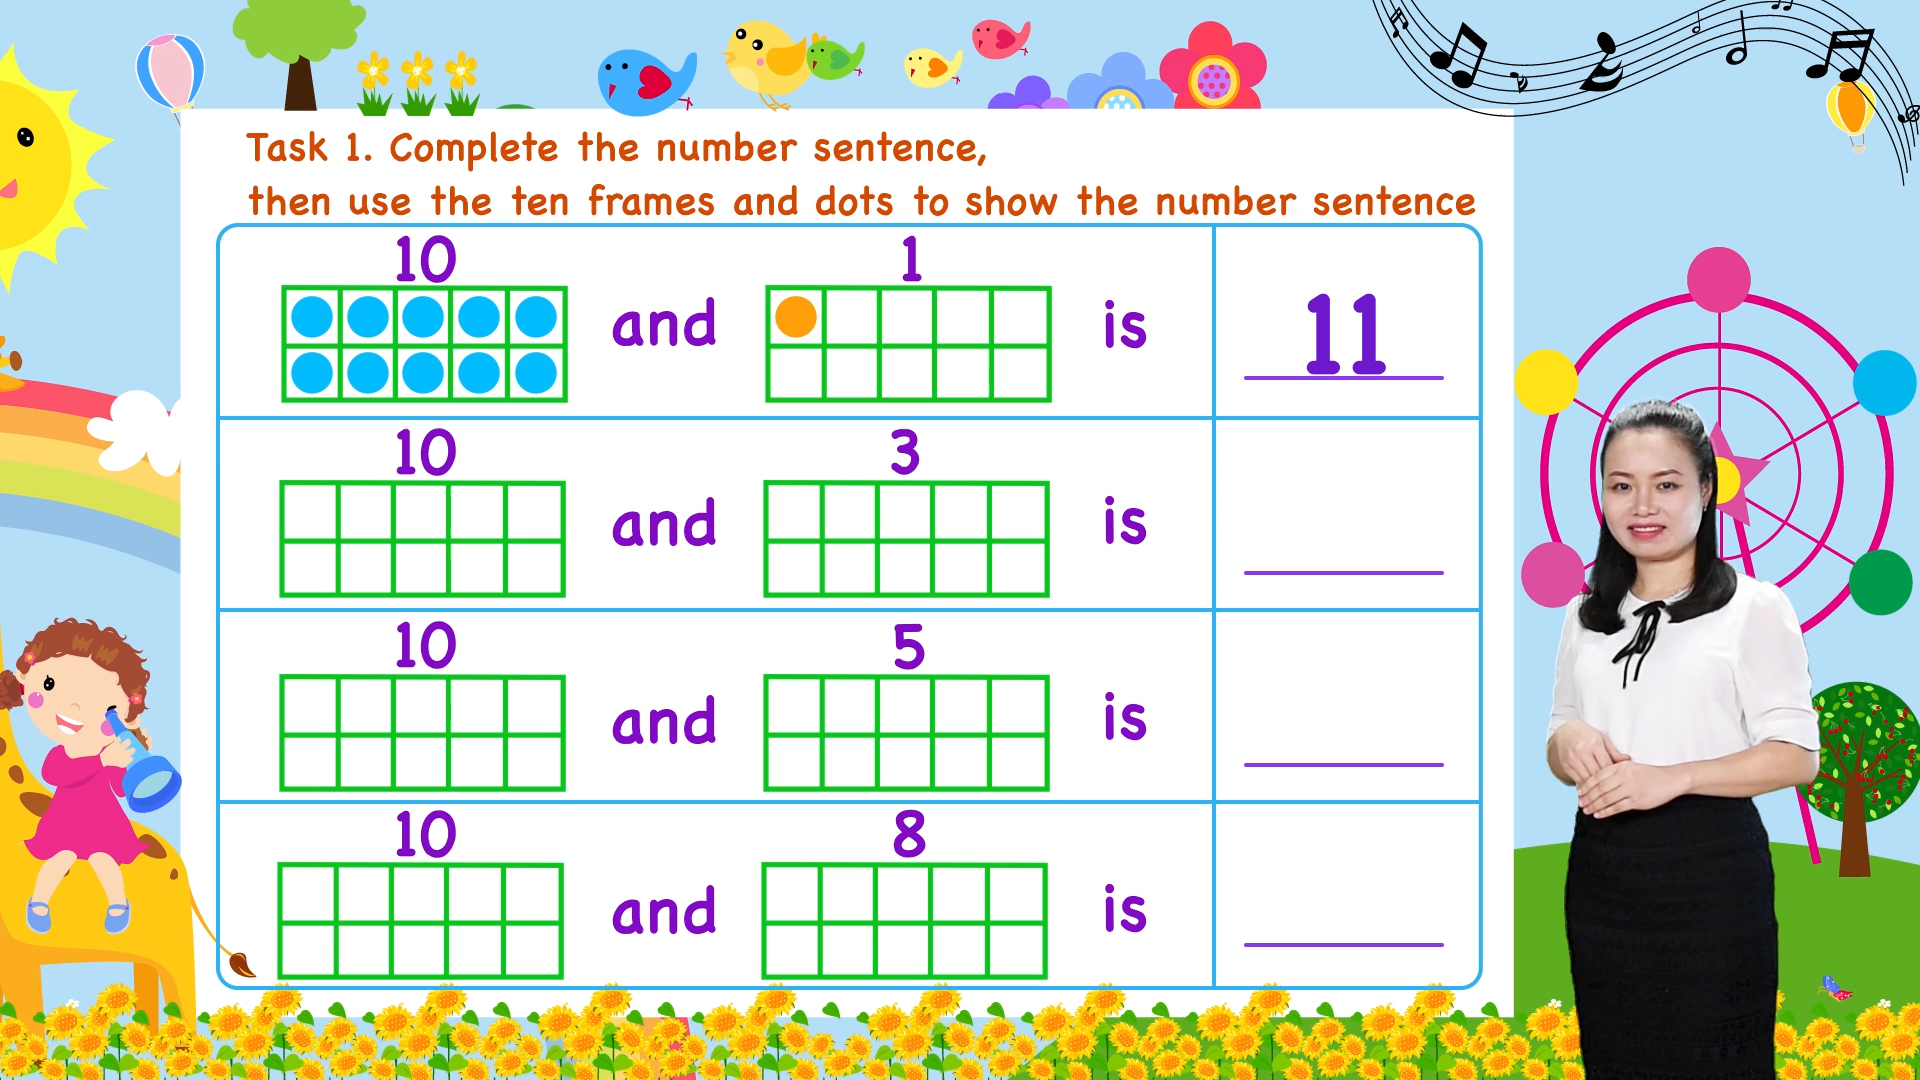 Task 1. Complete the number sentence,
then use the ten frames and dots to show the number sentence
10 1
and is 11
10 3
and is
10 5
and is
10 8
and is